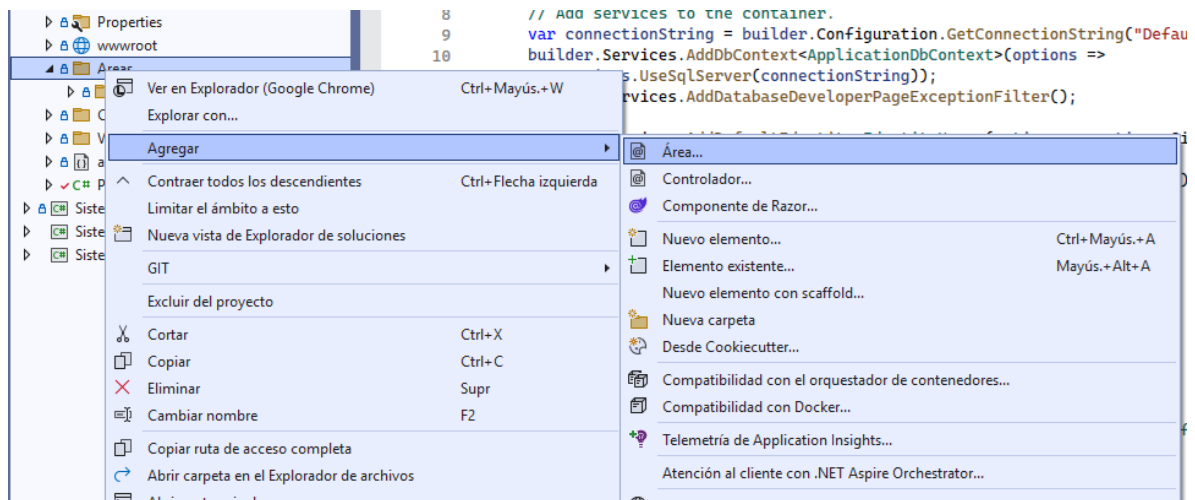 Properties
wwwroot
Areas
8 // Add services to the container.
9 var connectionString = builder.Configuration.GetConnectionString("Defau
10 builder.Services.AddDbContext<ApplicationDbContext>(options =>
s.UseSqlServer(connectionString));
rvices.AddDatabaseDeveloperPageExceptionFilter();
C
V
a
C# P
C# Siste
C# Siste
C# Siste
Ver en Explorador (Google Chrome) Ctrl+Mayús.+W
Explorar con...
Agregar
Contraer todos los descendientes Ctrl+Flecha izquierda
Limitar el ámbito a esto
Nueva vista de Explorador de soluciones
GIT
Excluir del proyecto
Cortar Ctrl+X
Copiar Ctrl+C
Eliminar Supr
Cambiar nombre F2
Copiar ruta de acceso completa
Abrir carpeta en el Explorador de archivos
Área...
Controlador...
Componente de Razor...
Nuevo elemento... Ctrl+Mayús.+A
Elemento existente... Mayús.+Alt+A
Nuevo elemento con scaffold...
Nueva carpeta
Desde Cookiecutter...
Compatibilidad con el orquestador de contenedores...
Compatibilidad con Docker...
Telemetría de Application Insights...
Atención al cliente con .NET Aspire Orchestrator...